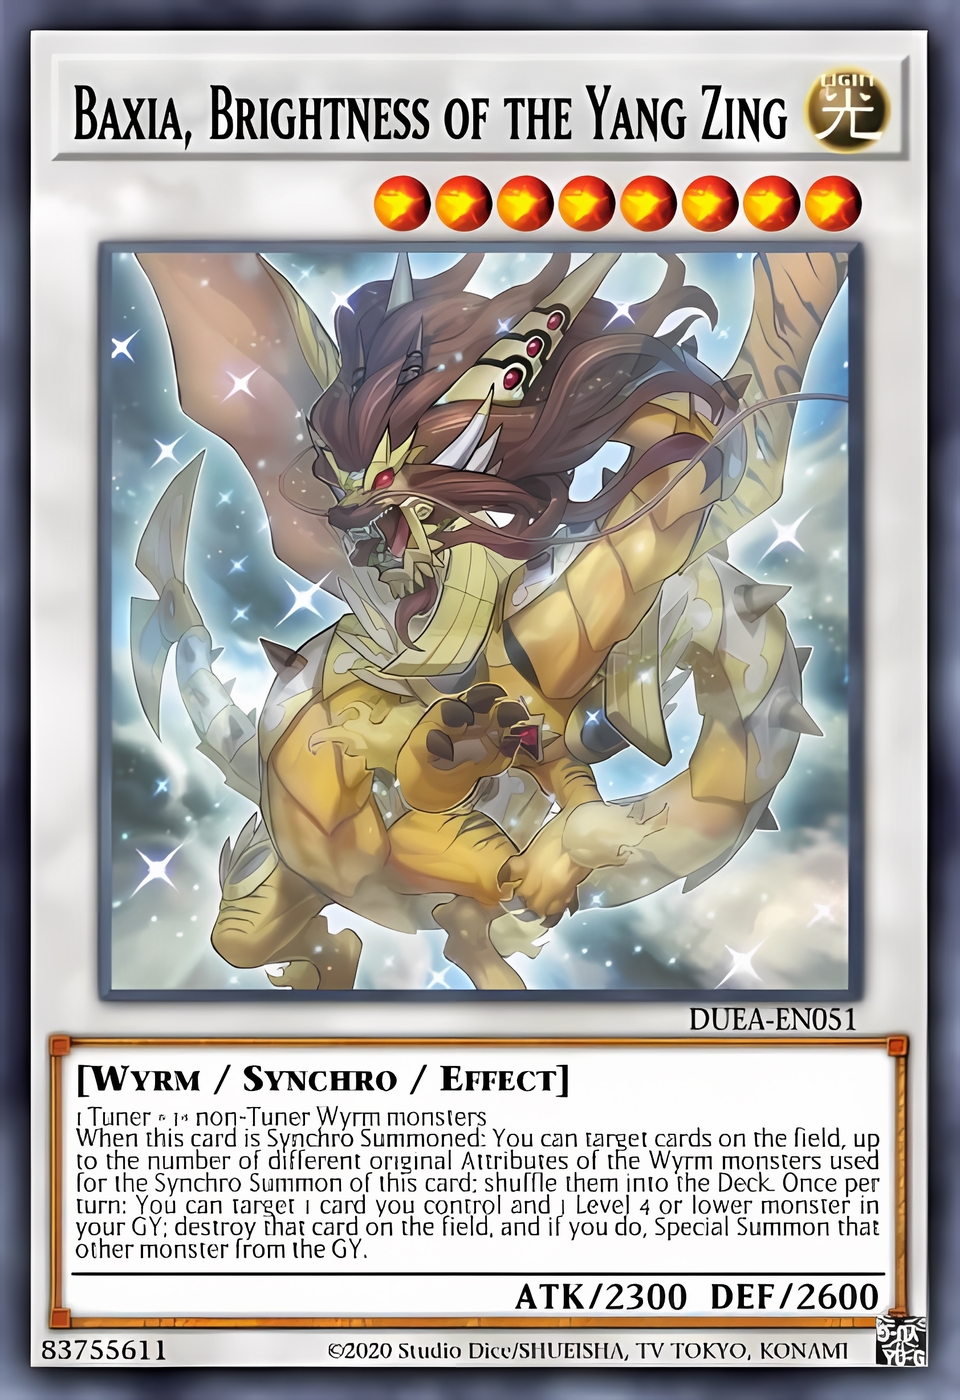 BAXIA, BRIGHTNESS OF THE YANG ZING
LIGHT
光
DUEA-EN051
[WYRM / SYNCHRO / EFFECT]
1 Tuner + 1+ non-Tuner Wyrm monsters
When this card is Synchro Summoned: You can target cards on the field, up
to the number of different original Attributes of the Wyrm monsters used
for the Synchro Summon of this card; shuffle them into the Deck. Once per
turn: You can target 1 card you control and 1 Level 4 or lower monster in
your GY; destroy that card on the field, and if you do, Special Summon that
other monster from the GY.
ATK/2300 DEF/2600
83755611
©2020 Studio Dice/SHUEISHA, TV TOKYO, KONAMI